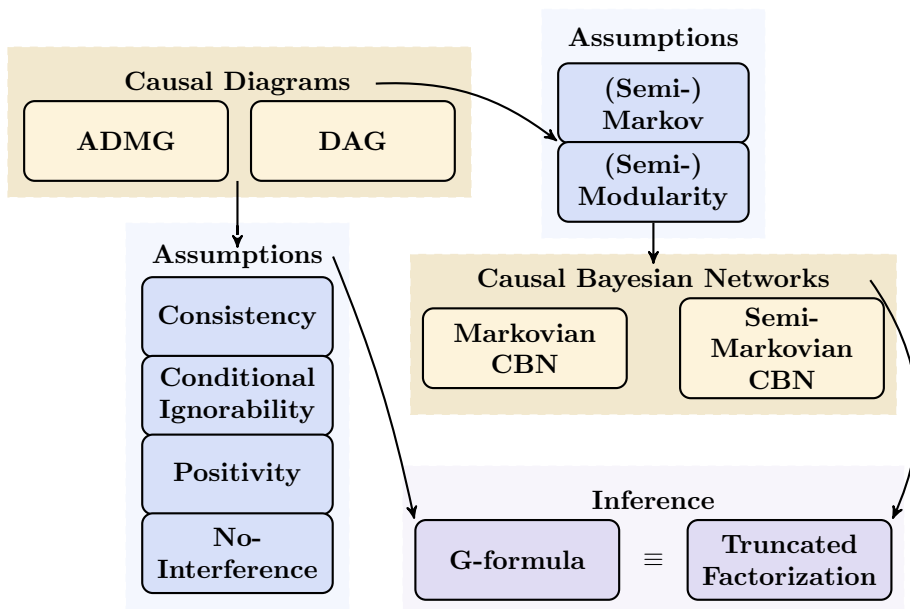 Causal Diagrams
ADMG
DAG
Assumptions
(Semi-)
Markov
(Semi-)
Modularity
Assumptions
Consistency
Conditional
Ignorability
Positivity
No-
Interference
Causal Bayesian Networks
Markovian
CBN
Semi-
Markovian
CBN
Inference
G-formula
≡
Truncated
Factorization